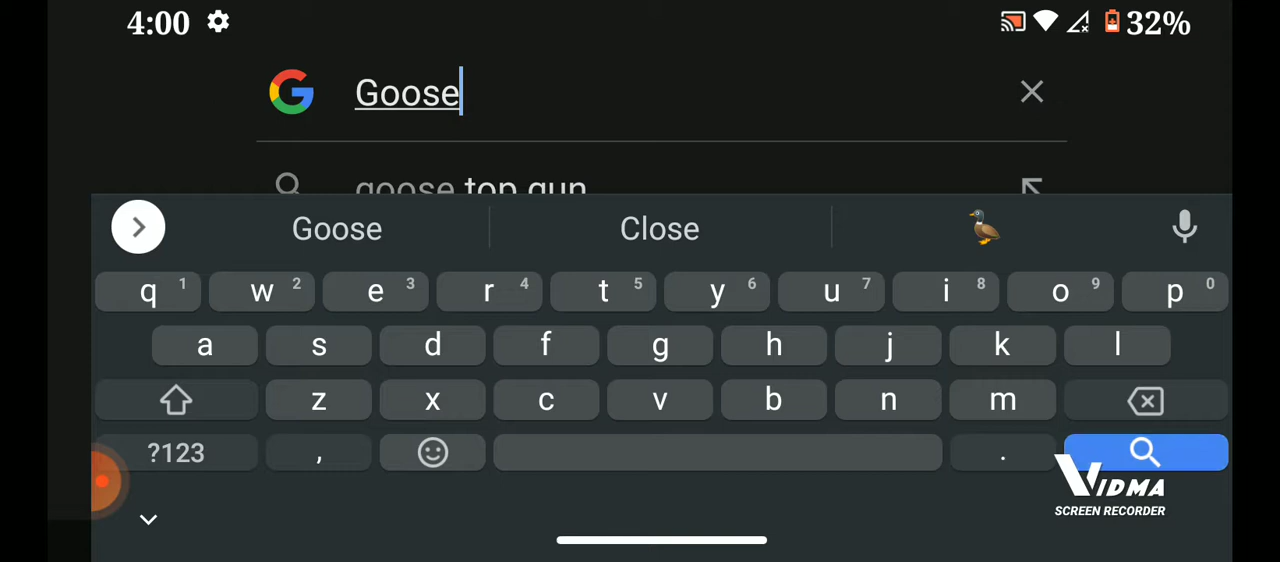 4:00 32%
Goose
goose top gun
Goose Close
q 1 w 2 e 3 r 4 t 5 y 6 u 7 i 8 o 9 p 0
a s d f g h j k l
z x c v b n m
?123 , .
VIDMA
SCREEN RECORDER